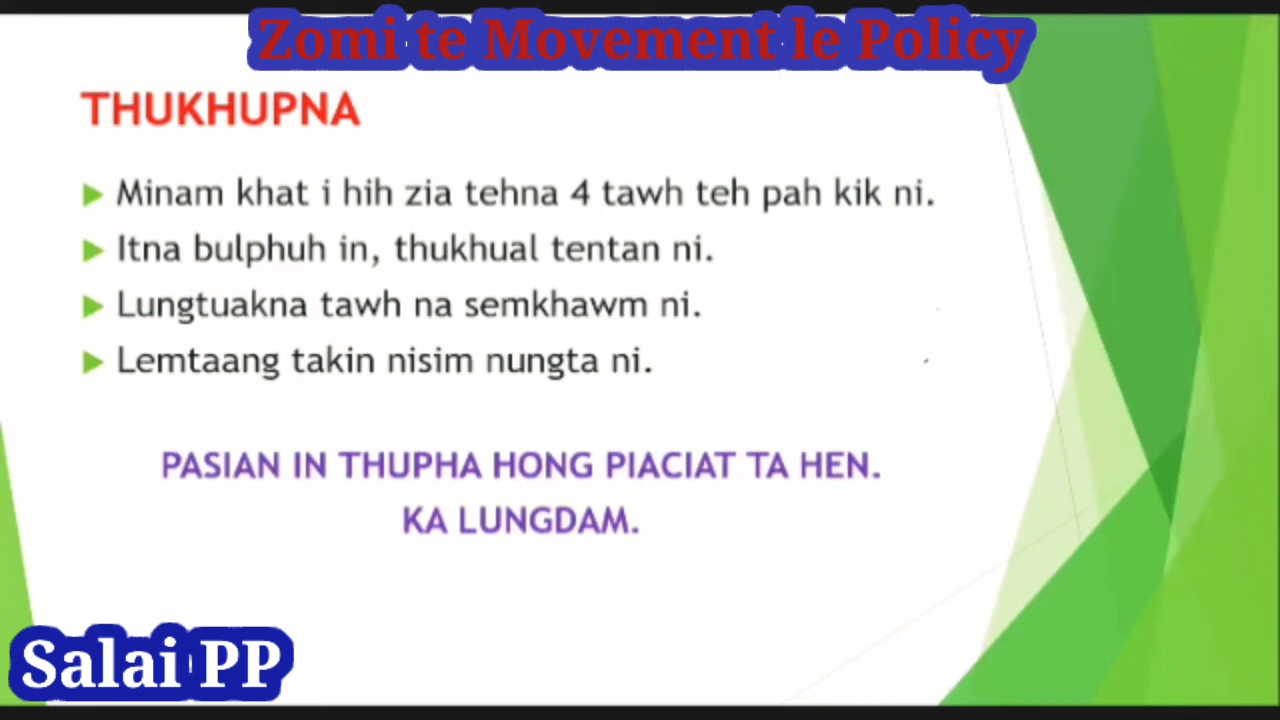 Zomi te Movement le Policy
THUKHUPNA
Minam khat i hih zia tehna 4 tawh teh pah kik ni.
Itna bulphuh in, thukhual tentan ni.
Lungtuakna tawh na semkhawm ni.
Lemtaang takin nisim nungta ni.
PASIAN IN THUPHA HONG PIACIAT TA HEN.
KA LUNGDAM.
Salai PP